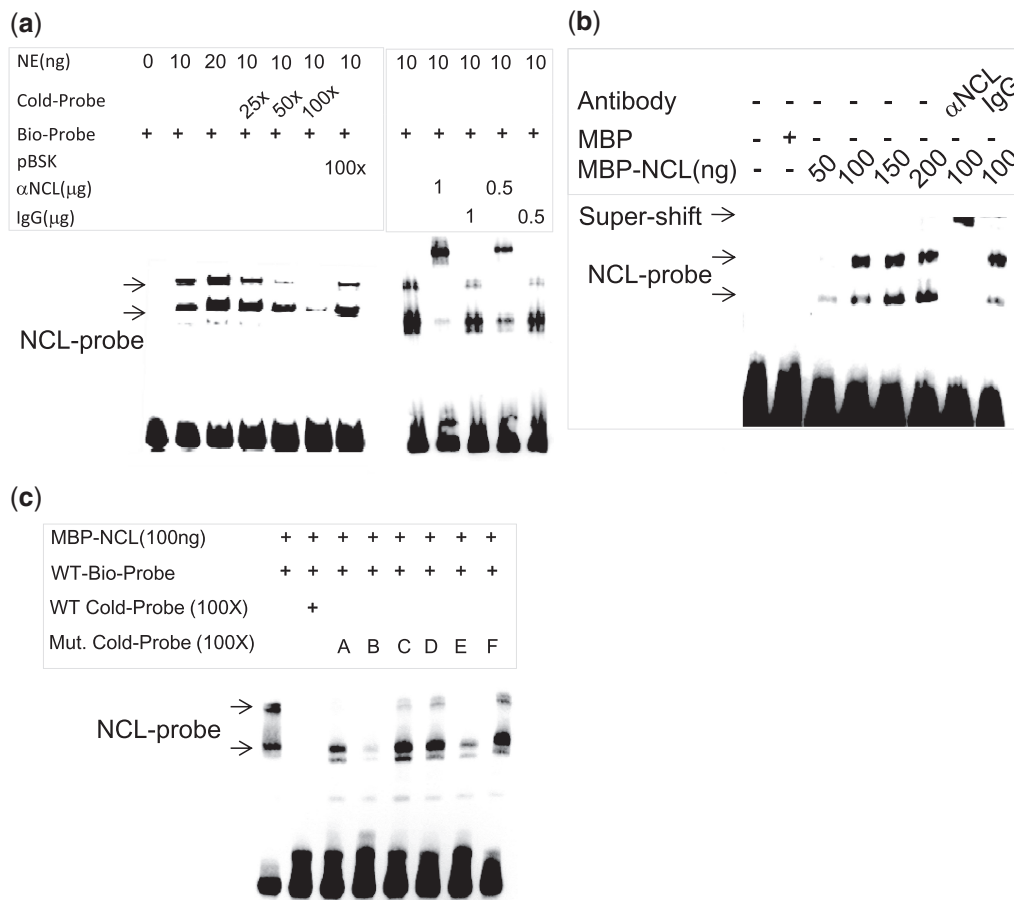 (a)
NE(ng) 0 10 20 10 10 10 10 10 10 10 10 10
Cold-Probe 25x 50x 100x
Bio-Probe + + + + + + + + + + + +
pBSK 100x
αNCL(μg) 1 0.5
IgG(μg) 1 0.5
NCL-probe
(b)
Antibody - - - - - - αNCL IgG
MBP - + - - - - - -
MBP-NCL(ng) - - 50 100 150 200 100 100
Super-shift
NCL-probe
(c)
MBP-NCL(100ng) + + + + + + + +
WT-Bio-Probe + + + + + + + +
WT Cold-Probe (100X) +
Mut. Cold-Probe (100X) A B C D E F
NCL-probe